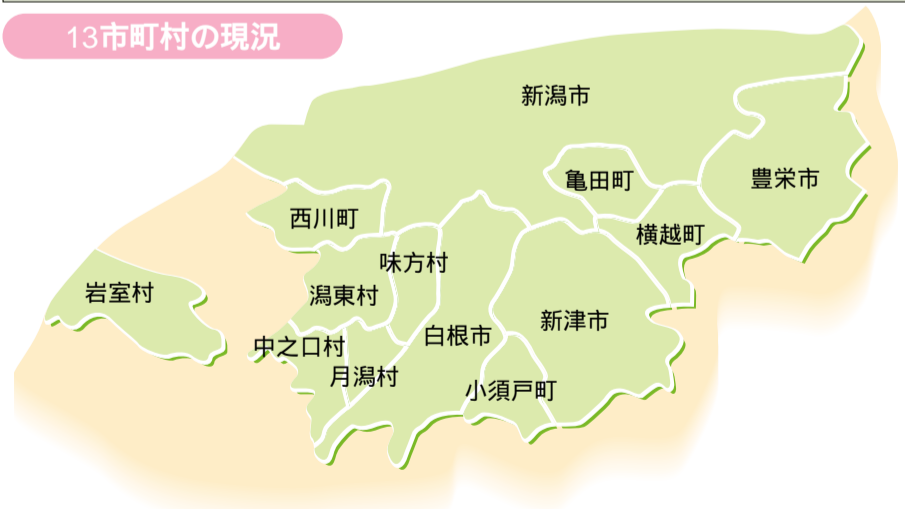 13市町村の現況
新潟市
亀田町
豊栄市
西川町
横越町
味方村
岩室村
潟東村
新津市
白根市
中之口村
月潟村
小須戸町